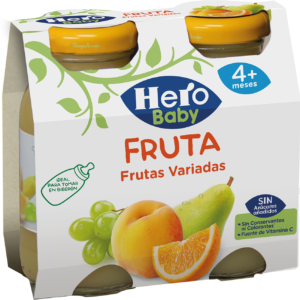 Hero
Baby
4+
meses
FRUTA
Frutas Variadas
IDEAL
PARA TOMAR
EN BIBERÓN
SIN
Azúcares
añadidos
• Sin Conservantes
ni Colorantes
• Fuente de Vitamina C